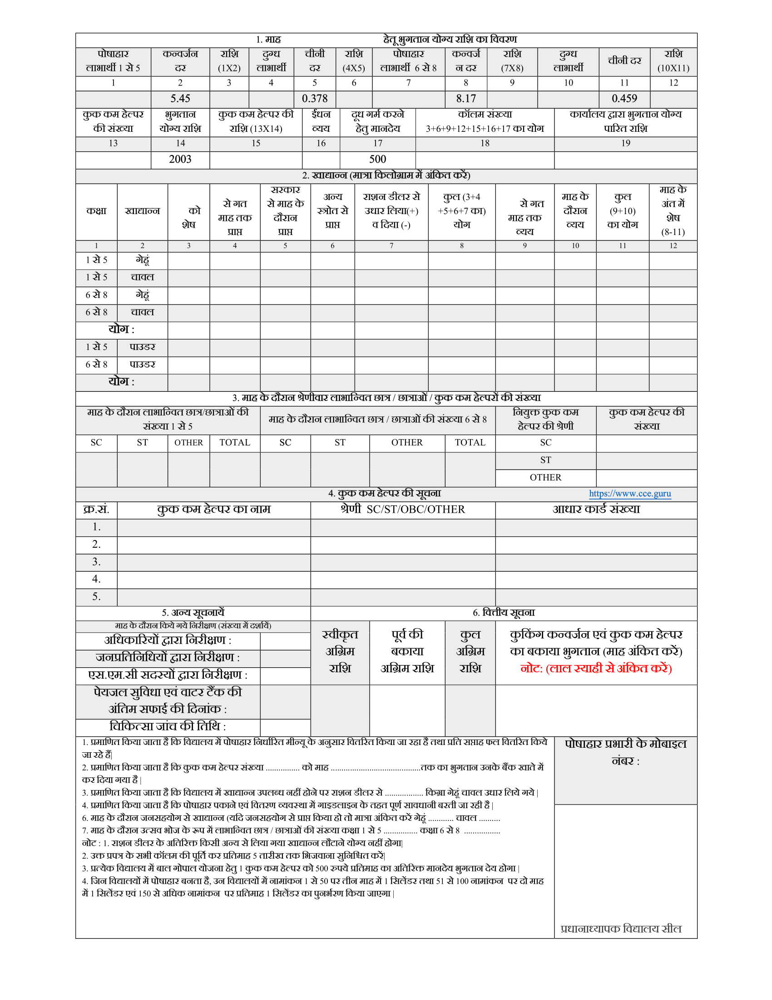 1. माह हेतू भुगतान योग्य राशि का विवरण
पोषाहार लाभार्थी 1 से 5 कन्वर्जन दर राशि (1X2) दुग्ध लाभार्थी चीनी दर राशि (4X5) पोषाहार लाभार्थी 6 से 8 कन्वर्ज न दर राशि (7X8) दुग्ध लाभार्थी चीनी दर राशि (10X11)
1 2 3 4 5 6 7 8 9 10 11 12
5.45 0.378 8.17 0.459
कुक कम हेल्पर की संख्या भुगतान योग्य राशि कुक कम हेल्पर की राशि (13X14) ईंधन व्यय दूध गर्म करने हेतु मानदेय कॉलम संख्या 3+6+9+12+15+16+17 का योग कार्यालय द्वारा भुगतान योग्य पारित राशि
13 14 15 16 17 18 19
2003 500
2. खाद्यान्न (मात्रा किलोग्राम में अंकित करें)
कक्षा खाद्यान्न को शेष से गत माह तक प्राप्त सरकार से माह के दौरान प्राप्त अन्य स्त्रोत से प्राप्त राशन डीलर से उधार लिया(+) व दिया (-) कुल (3+4 +5+6+7 का) योग से गत माह तक व्यय माह के दौरान व्यय कुल (9+10) का योग माह के अंत में शेष (8-11)
1 2 3 4 5 6 7 8 9 10 11 12
1 से 5 गेहूं
1 से 5 चावल
6 से 8 गेहूं
6 से 8 चावल
योग :
1 से 5 पाउडर
6 से 8 पाउडर
योग :
3. माह के दौरान श्रेणीवार लाभान्वित छात्र / छात्राओं / कुक कम हेल्परों की संख्या
माह के दौरान लाभान्वित छात्र/छात्राओं की संख्या 1 से 5 माह के दौरान लाभान्वित छात्र / छात्राओं की संख्या 6 से 8 नियुक्त कुक कम हेल्पर की श्रेणी कुक कम हेल्पर की संख्या
SC ST OTHER TOTAL SC ST OTHER TOTAL SC
ST
OTHER
4. कुक कम हेल्पर की सूचना https://www.cce.guru
क्र.सं. कुक कम हेल्पर का नाम श्रेणी SC/ST/OBC/OTHER आधार कार्ड संख्या
1.
2.
3.
4.
5.
5. अन्य सूचनायें 6. वित्तीय सूचना
माह के दौरान किये गये निरीक्षण (संख्या में दर्शायें)
अधिकारियों द्वारा निरीक्षण :
जनप्रतिनिधियों द्वारा निरीक्षण :
एस.एम.सी सदस्यों द्वारा निरीक्षण :
पेयजल सुविधा एवं वाटर टैंक की
अंतिम सफाई की दिनांक :
चिकित्सा जांच की तिथि :
स्वीकृत अग्रिम राशि पूर्व की बकाया अग्रिम राशि कुल अग्रिम राशि कुकिंग कन्वर्जन एवं कुक कम हेल्पर का बकाया भुगतान (माह अंकित करें)
नोट: (लाल स्याही से अंकित करें)
1. प्रमाणित किया जाता है कि विद्यालय में पोषाहार निर्धारित मीन्यू के अनुसार वितरित किया जा रहा है तथा प्रति सप्ताह फल वितरित किये
जा रहे हैं|
2. प्रमाणित किया जाता है कि कुक कम हेल्पर संख्या ................ को माह ..........................................तक का भुगतान उनके बैंक खाते में
कर दिया गया है |
3. प्रमाणित किया जाता है कि विद्यालय में खाद्यान्न उपलब्ध नहीं होने पर राशन डीलर से .................. किग्रा गेहूं चावल उधार लिये गये |
4. प्रमाणित किया जाता है कि पोषाहार पकाने एवं वितरण व्यवस्था में गाइडलाइन के तहत पूर्ण सावधानी बरती जा रही है |
6. माह के दौरान जनसहयोग से खाद्यान्न (यदि जनसहयोग से प्राप्त किया हो तो मात्रा अंकित करें गेहूं ............ चावल ..........
7. माह के दौरान उत्सव भोज के रूप में लाभान्वित छात्र / छात्राओं की संख्या कक्षा 1 से 5 ................ कक्षा 6 से 8 .................
नोट : 1. राशन डीलर के अतिरिक्त किसी अन्य से लिया गया खाद्यान्न लौटाने योग्य नहीं होगा|
2. उक्त प्रपत्र के सभी कॉलम की पूर्ति कर प्रतिमाह 5 तारीख तक भिजवाना सुनिश्चित करें|
3. प्रत्येक विद्यालय में बाल गोपाल योजना हेतु 1 कुक कम हेल्पर को 500 रुपये प्रतिमाह का अतिरिक्त मानदेय भुगतान देय होगा |
4. जिन विद्यालयों में पोषाहार बनता है, उन विद्यालयों में नामांकन 1 से 50 पर तीन माह में 1 सिलेंडर तथा 51 से 100 नामांकन पर दो माह
में 1 सिलेंडर एवं 150 से अधिक नामांकन पर प्रतिमाह 1 सिलेंडर का पुनर्भरण किया जाएगा |
पोषाहार प्रभारी के मोबाइल
नंबर :
प्रधानाध्यापक विद्यालय सील